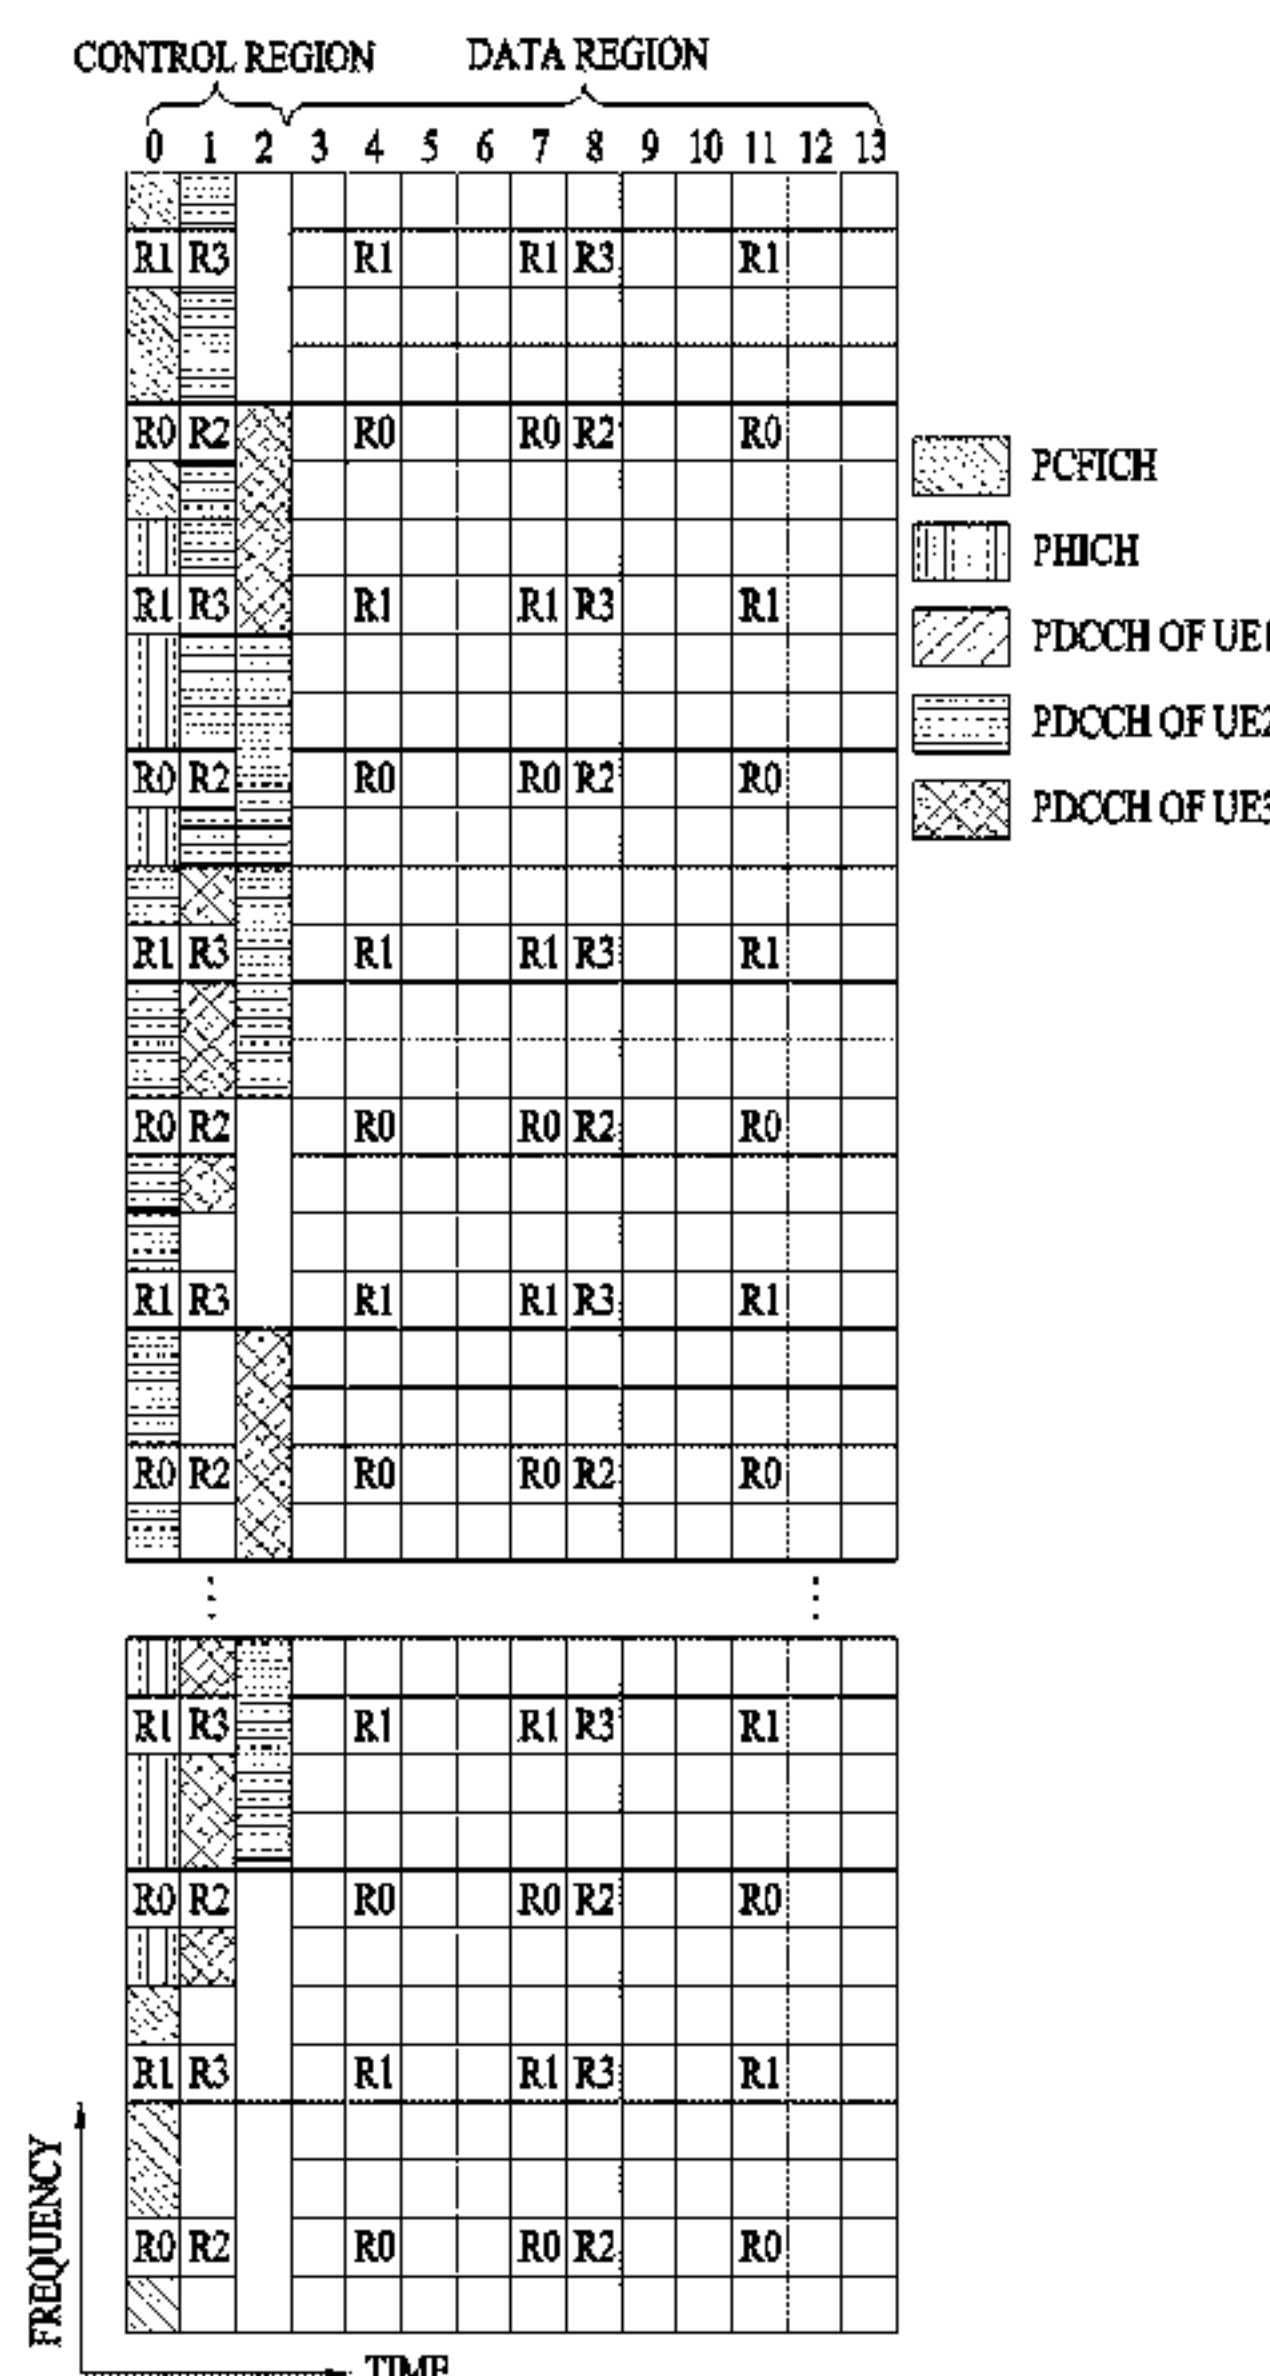 CONTROL REGION DATA REGION
0 1 2 3 4 5 6 7 8 9 10 11 12 13
R1 R3 R1 R1 R3 R1
R0 R2 R0 R0 R2 R0
PCFICH
PHICH
R1 R3 R1 R1 R3 R1
PDCCH OF UE1
PDCCH OF UE2
R0 R2 R0 R0 R2 R0
PDCCH OF UE3
R1 R3 R1 R1 R3 R1
R0 R2 R0 R0 R2 R0
R1 R3 R1 R1 R3 R1
R0 R2 R0 R0 R2 R0
R1 R3 R1 R1 R3 R1
R0 R2 R0 R0 R2 R0
R1 R3 R1 R1 R3 R1
R0 R2 R0 R0 R2 R0
FREQUENCY
TIME